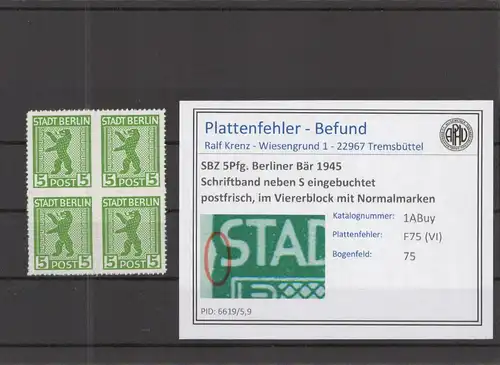 STADT BERLIN STADT BERLIN
5 POST 5 5 POST 5
STADT BERLIN STADT BERLIN
5 POST 5 5 POST 5
Plattenfehler - Befund
Ralf Krenz - Wiesengrund 1 - 22967 Tremsbüttel
SBZ 5Pfg. Berliner Bär 1945
Schriftband neben S eingebuchtet
postfrisch, im Viererblock mit Normalmarken
STAD
Katalognummer: 1ABuy
Plattenfehler: F75 (VI)
Bogenfeld: 75
PID: 6619/5,9